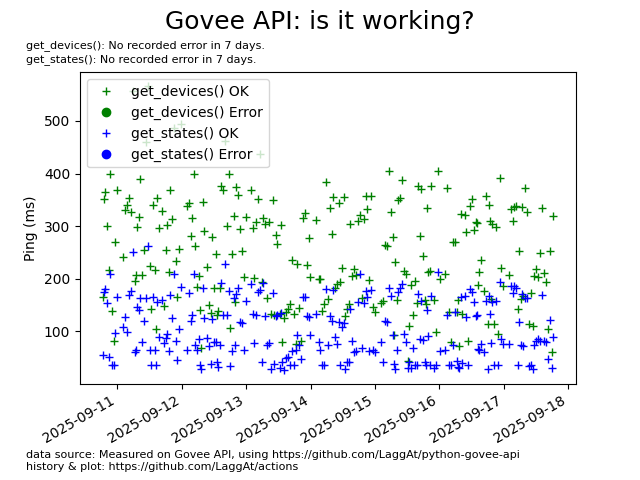 Govee API: is it working?
get_devices(): No recorded error in 7 days.
get_states(): No recorded error in 7 days.
get_devices() OK
get_devices() Error
get_states() OK
get_states() Error
Ping (ms)
500
400
300
200
100
2025-09-11
2025-09-12
2025-09-13
2025-09-14
2025-09-15
2025-09-16
2025-09-17
2025-09-18
data source: Measured on Govee API, using https://github.com/LaggAt/python-govee-api
history & plot: https://github.com/LaggAt/actions